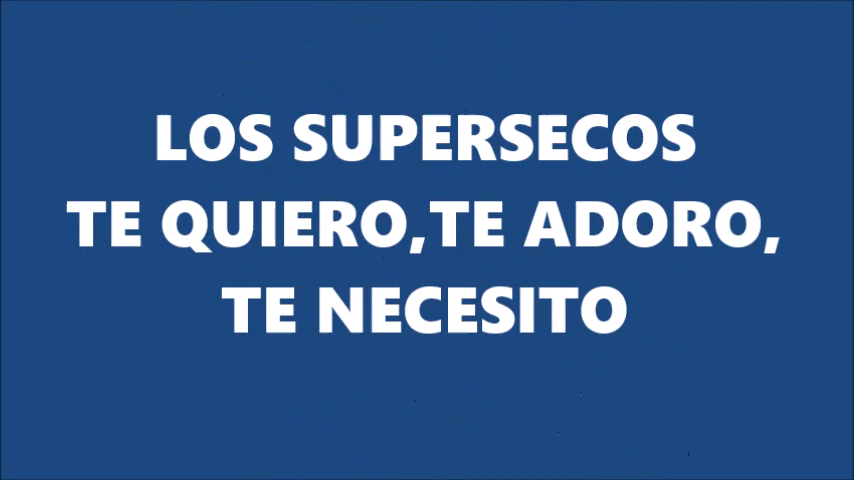 LOS SUPERSECOS
TE QUIERO,TE ADORO,
TE NECESITO